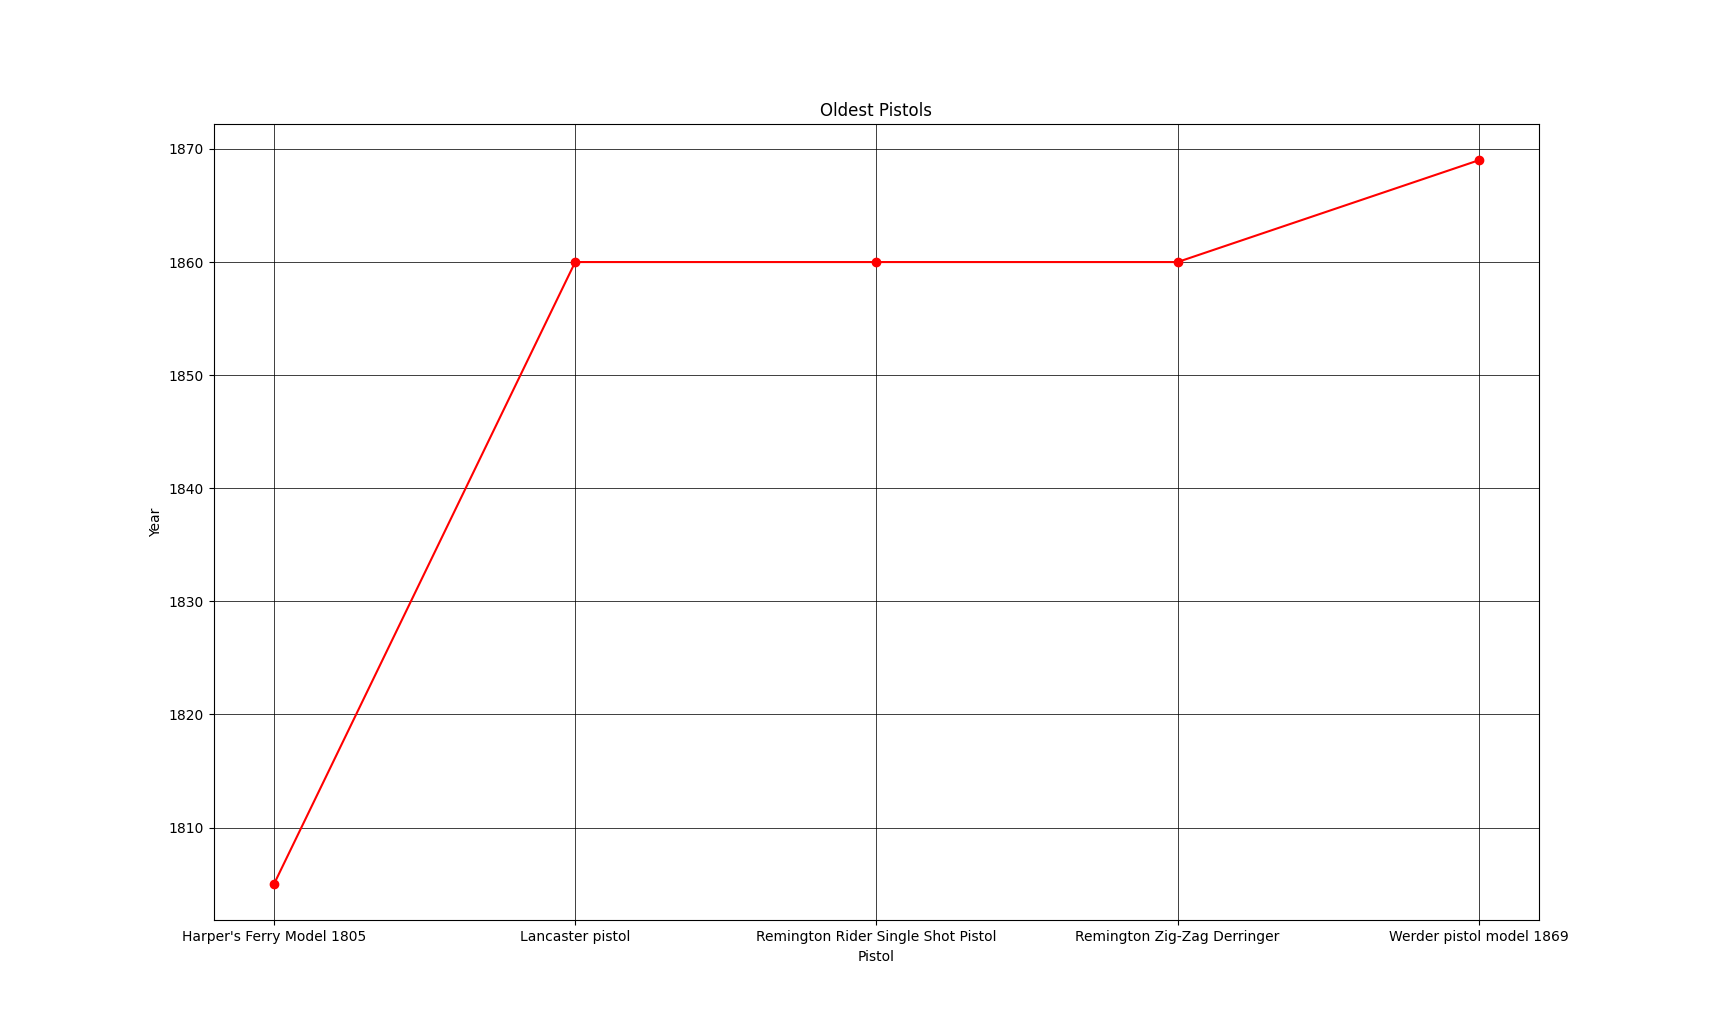 Oldest Pistols
1870
1860
1850
1840
1830
1820
1810
Year
Harper's Ferry Model 1805
Lancaster pistol
Remington Rider Single Shot Pistol
Remington Zig-Zag Derringer
Werder pistol model 1869
Pistol